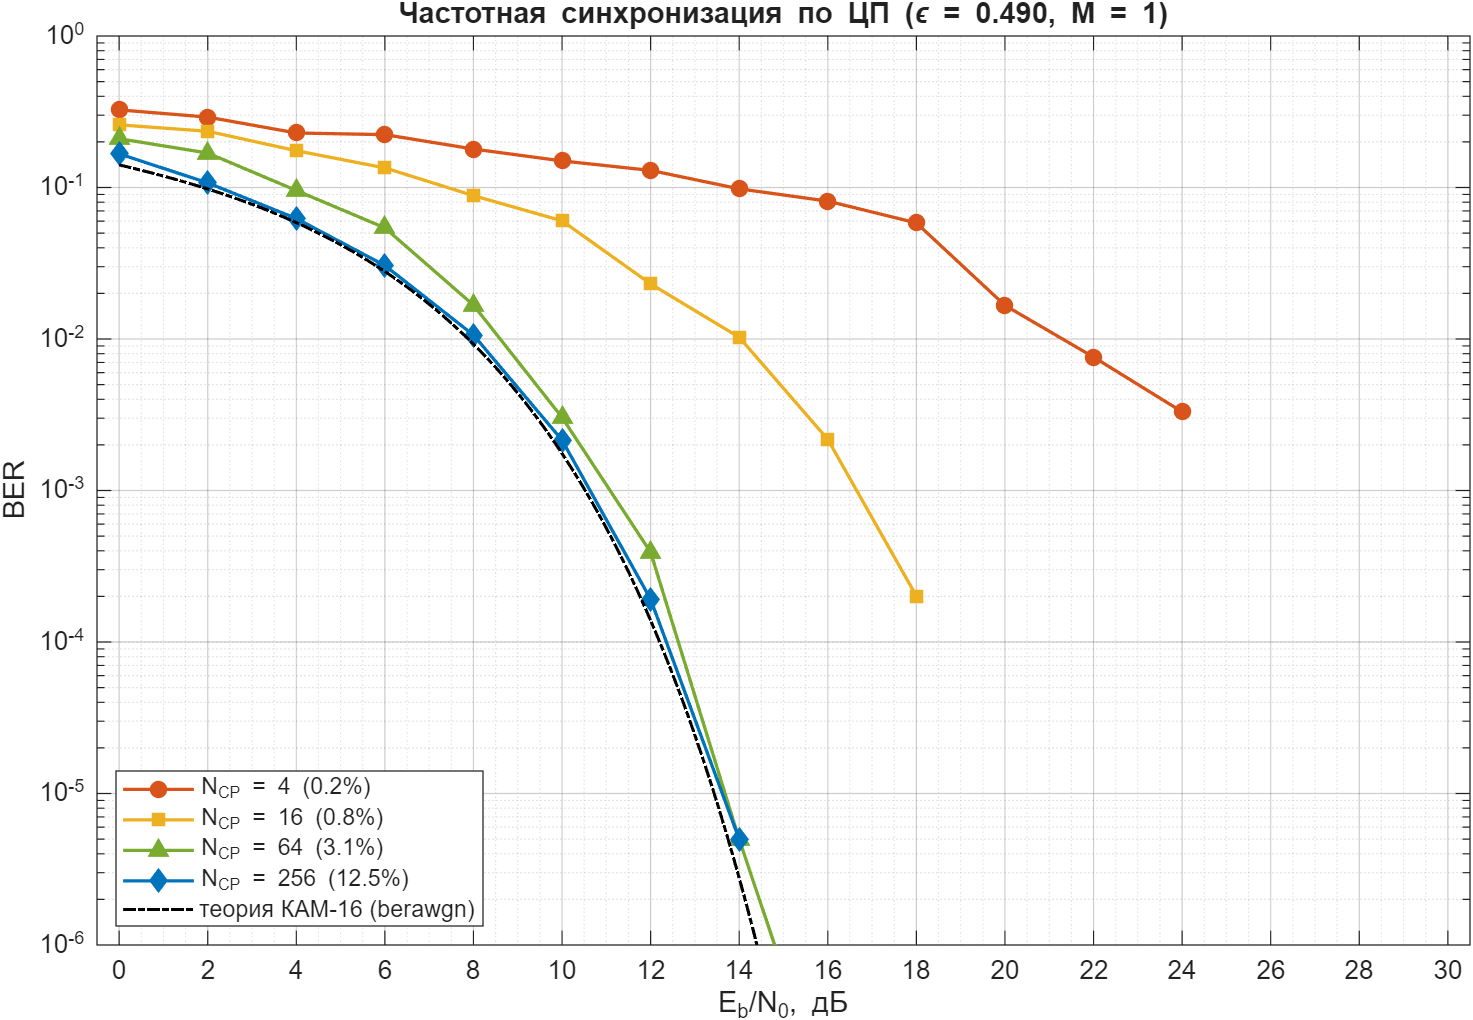 Частотная синхронизация по ЦП (ϵ = 0.490, M = 1)
10^0
10^-1
10^-2
10^-3
10^-4
10^-5
10^-6
BER
N_CP = 4 (0.2%)
N_CP = 16 (0.8%)
N_CP = 64 (3.1%)
N_CP = 256 (12.5%)
теория КАМ-16 (berawgn)
0 2 4 6 8 10 12 14 16 18 20 22 24 26 28 30
E_b/N_0, дБ